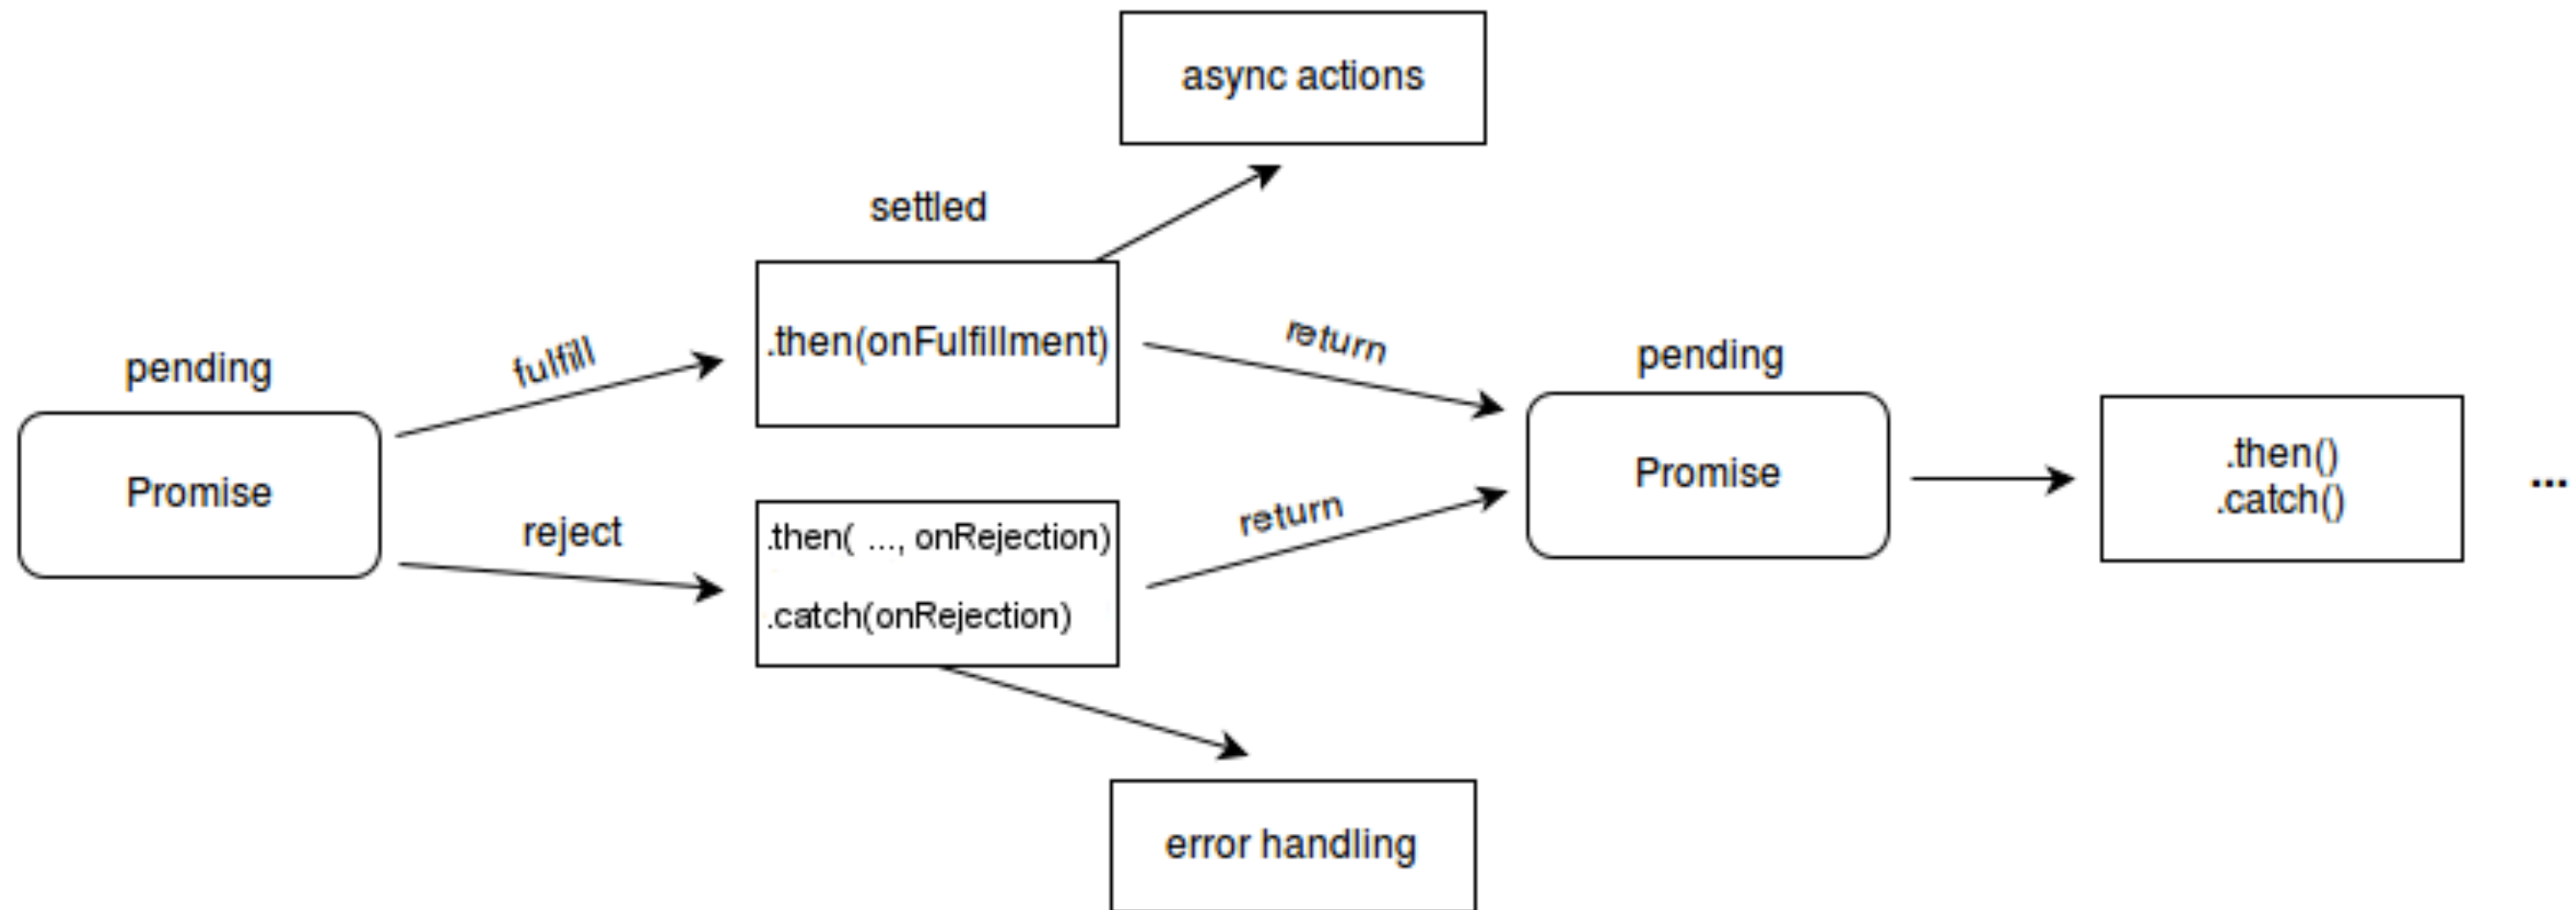 async actions
settled
.then(onFulfillment)
pending
fulfill
return
pending
Promise
reject
.then( ..., onRejection)
.catch(onRejection)
return
Promise
.then()
.catch()
...
error handling